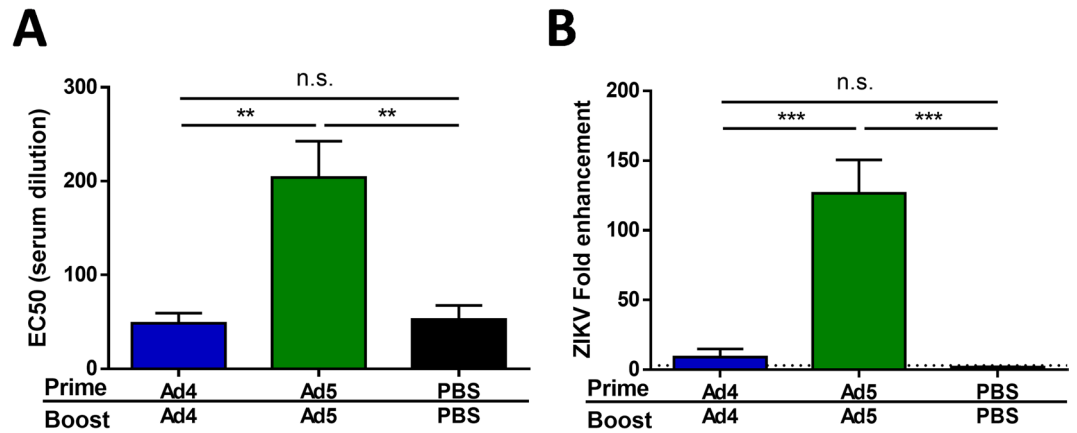 A
B
n.s.
** **
300
200
100
0
EC50 (serum dilution)
Prime Ad4 Ad5 PBS
Boost Ad4 Ad5 PBS
n.s.
*** ***
200
150
100
50
0
ZIKV Fold enhancement
Prime Ad4 Ad5 PBS
Boost Ad4 Ad5 PBS